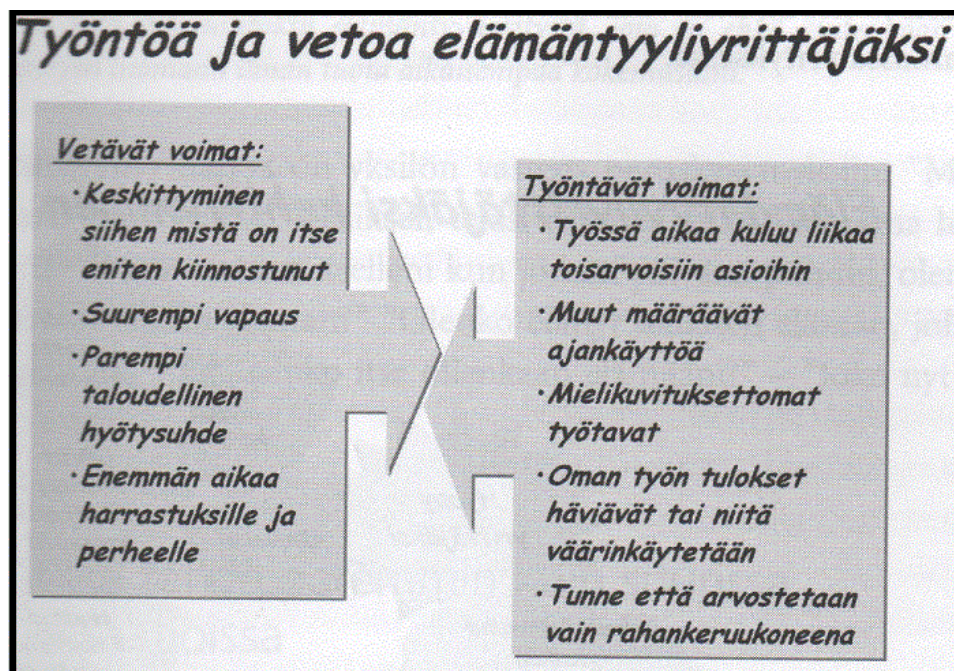 Työntöä ja vetoa elämäntyyliyrittäjäksi
Vetävät voimat:
·Keskittyminen
siihen mistä on itse
eniten kiinnostunut
·Suurempi vapaus
·Parempi
taloudellinen
hyötysuhde
·Enemmän aikaa
harrastuksille ja
perheelle
Työntävät voimat:
·Työssä aikaa kuluu liikaa
toisarvoisiin asioihin
·Muut määräävät
ajankäyttöä
·Mielikuvituksettomat
työtavat
·Oman työn tulokset
häviävät tai niitä
väärinkäytetään
·Tunne että arvostetaan
vain rahankeruukoneena